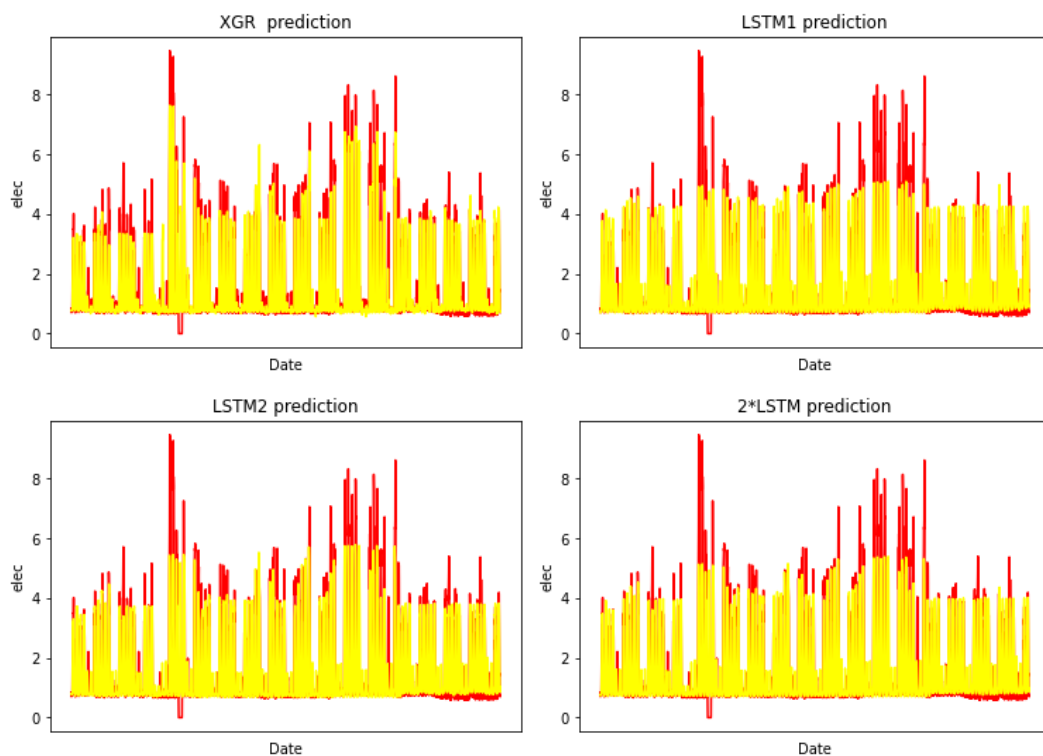 XGR  prediction
LSTM1 prediction
8
6
4
2
0
elec
Date
8
6
4
2
0
elec
Date
LSTM2 prediction
2*LSTM prediction
8
6
4
2
0
elec
Date
8
6
4
2
0
elec
Date